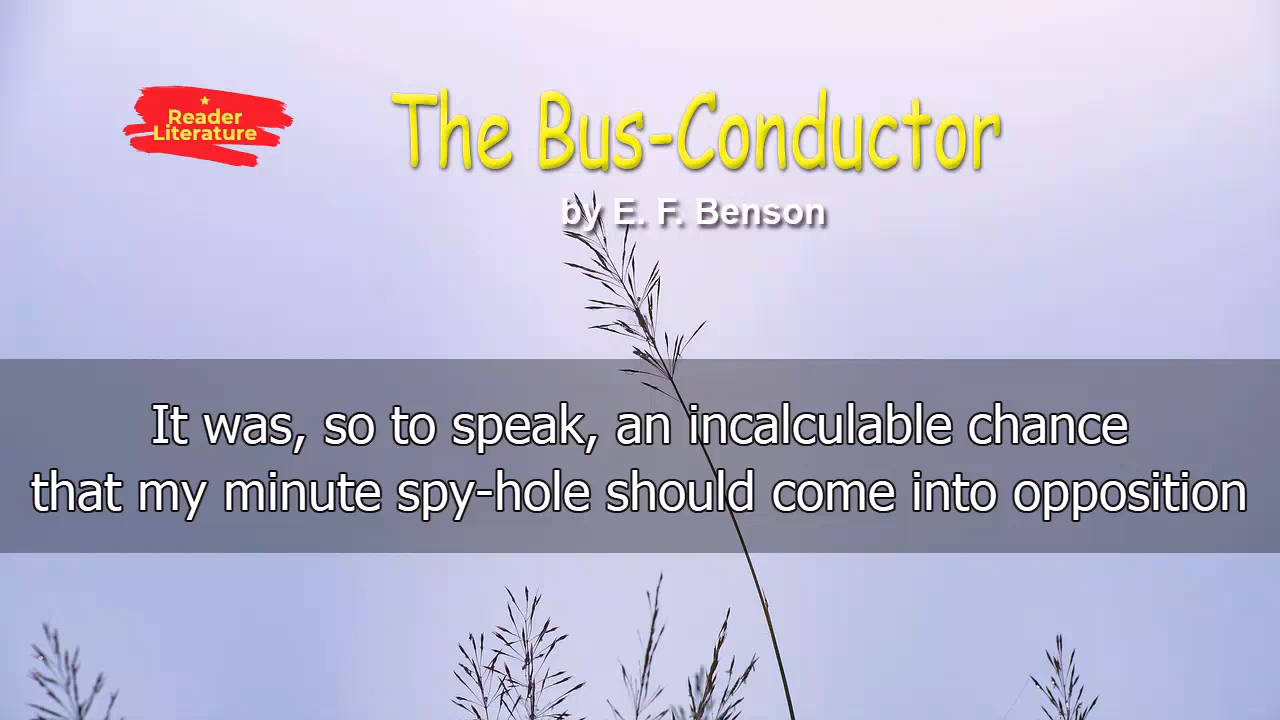 Reader
Literature
The Bus-Conductor
by E. F. Benson
It was, so to speak, an incalculable chance
that my minute spy-hole should come into opposition